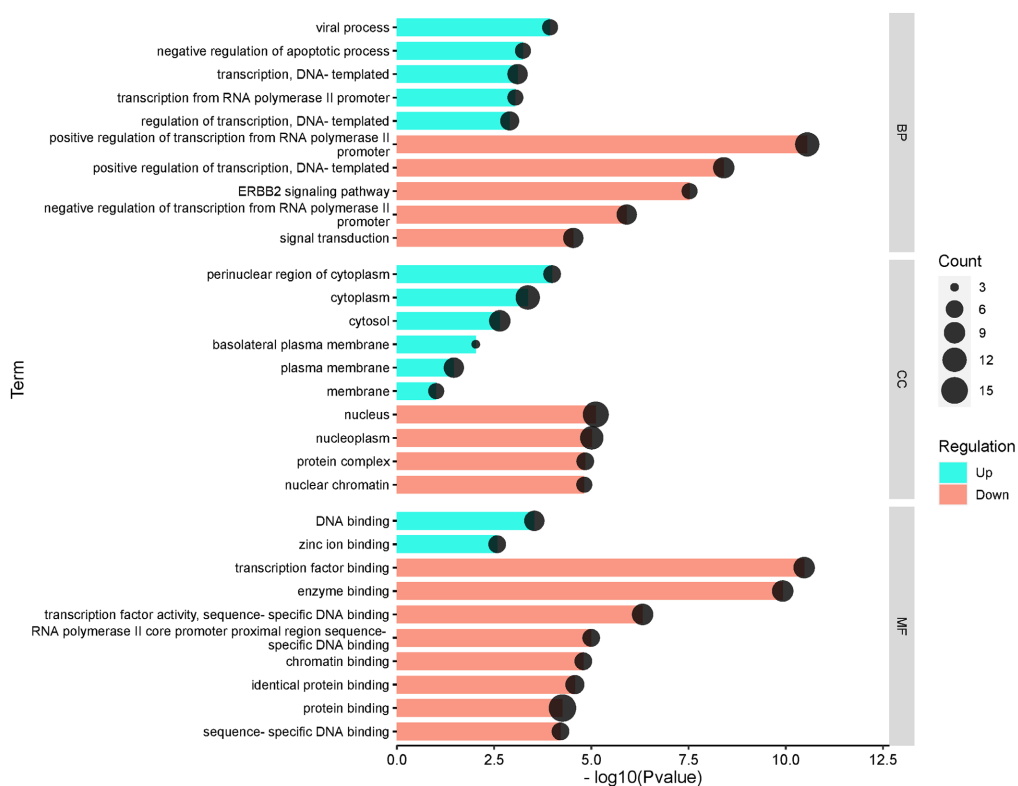 viral process
negative regulation of apoptotic process
transcription, DNA- templated
transcription from RNA polymerase II promoter
regulation of transcription, DNA- templated
positive regulation of transcription from RNA polymerase II
promoter
positive regulation of transcription, DNA- templated
ERBB2 signaling pathway
negative regulation of transcription from RNA polymerase II
promoter
signal transduction
BP
perinuclear region of cytoplasm
cytoplasm
cytosol
basolateral plasma membrane
plasma membrane
membrane
nucleus
nucleoplasm
protein complex
nuclear chromatin
CC
DNA binding
zinc ion binding
transcription factor binding
enzyme binding
transcription factor activity, sequence- specific DNA binding
RNA polymerase II core promoter proximal region sequence-
specific DNA binding
chromatin binding
identical protein binding
protein binding
sequence- specific DNA binding
MF
Term
0.0 2.5 5.0 7.5 10.0 12.5
- log10(Pvalue)
Count
3
6
9
12
15
Regulation
Up
Down